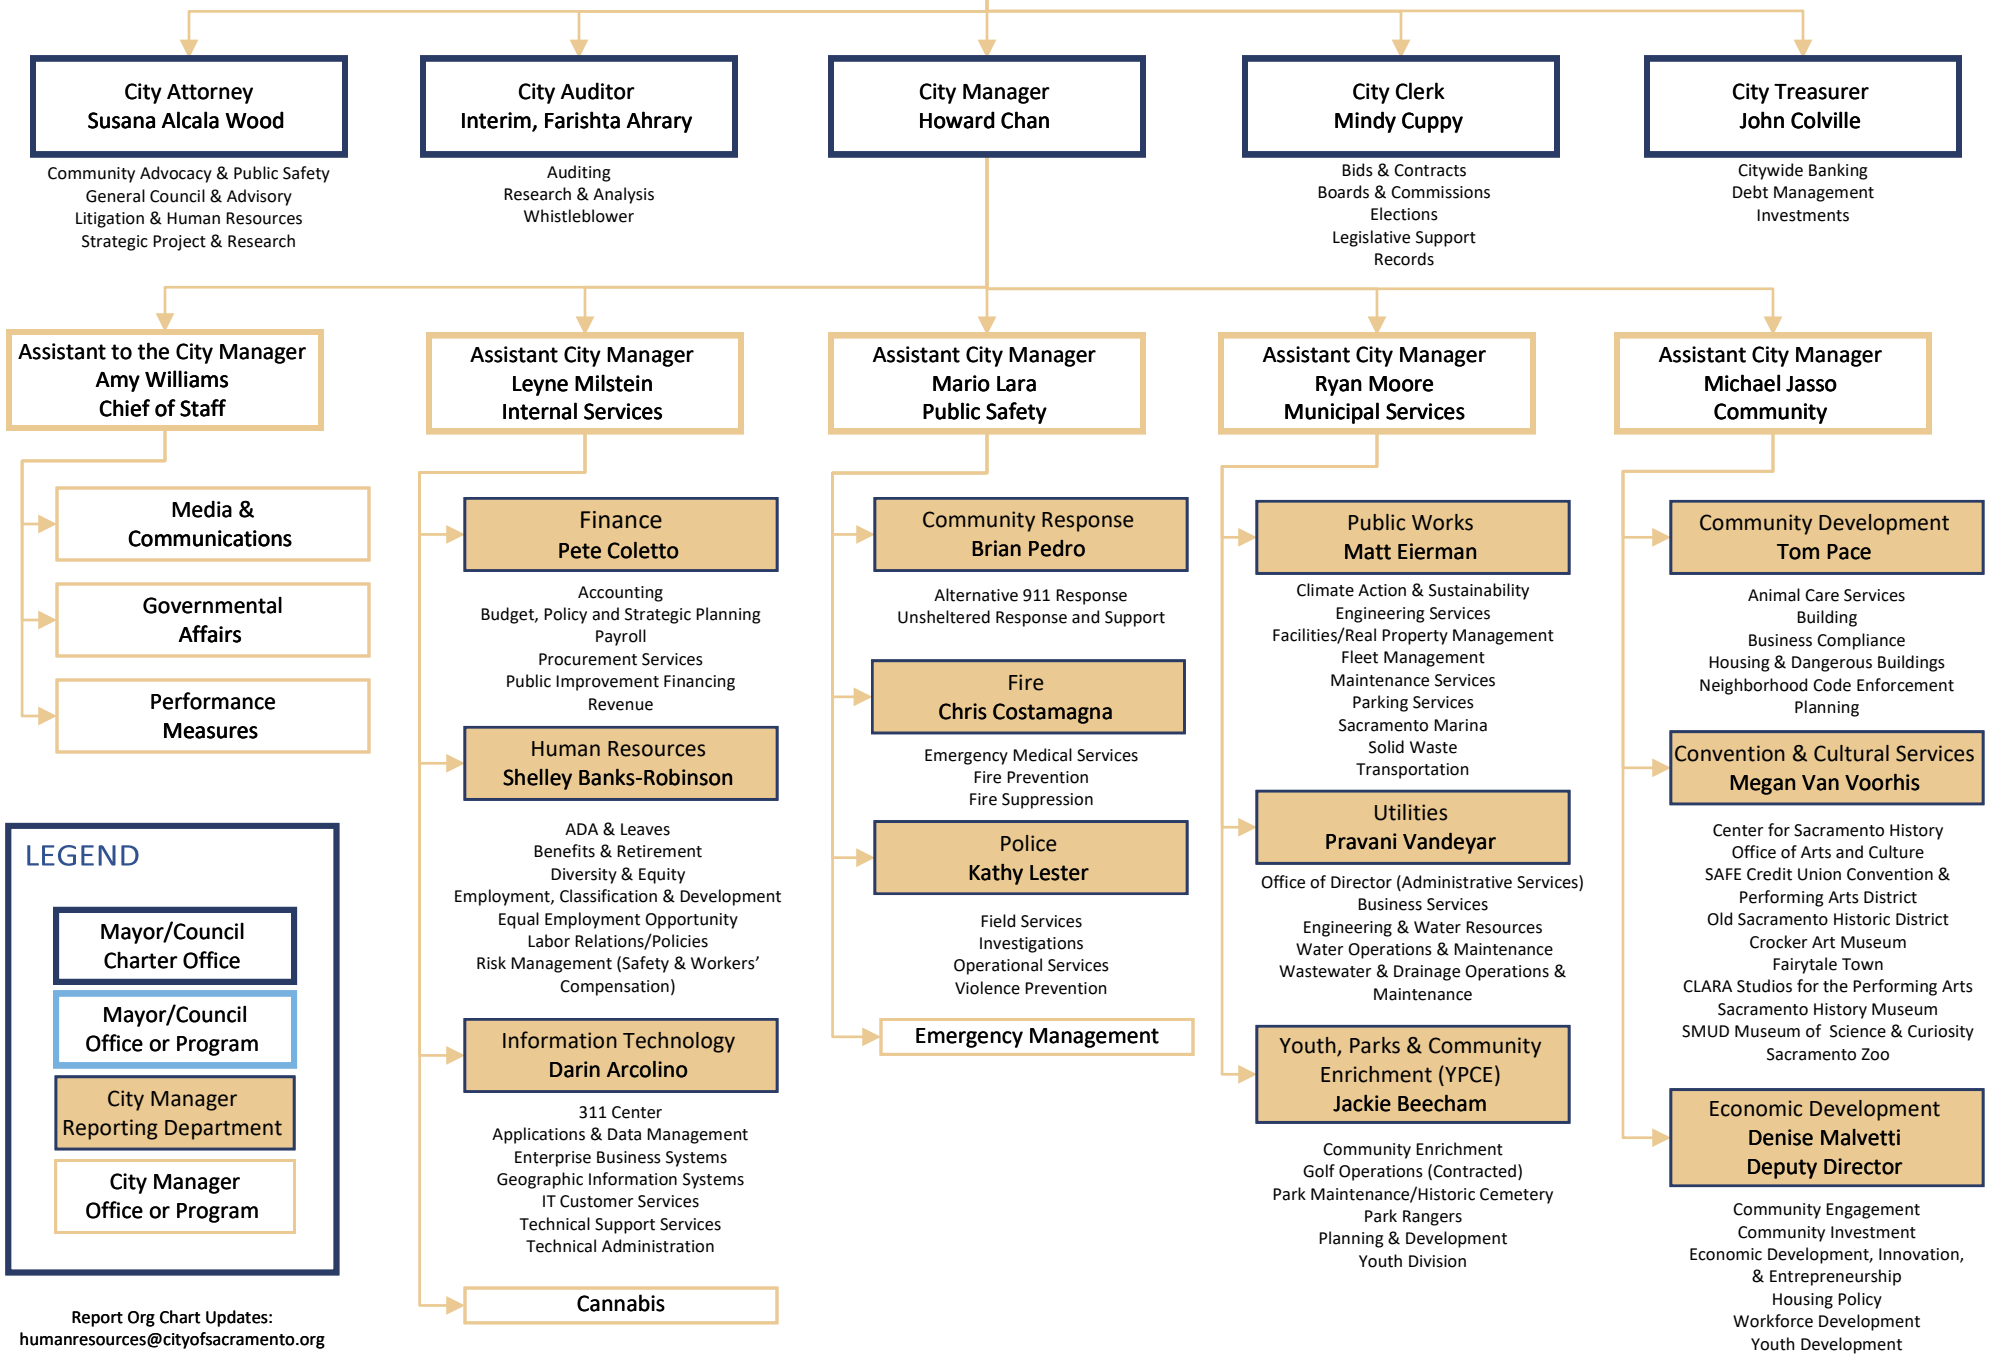 City Attorney
Susana Alcala Wood
Community Advocacy & Public Safety
General Council & Advisory
Litigation & Human Resources
Strategic Project & Research
City Auditor
Interim, Farishta Ahrary
Auditing
Research & Analysis
Whistleblower
City Manager
Howard Chan
City Clerk
Mindy Cuppy
Bids & Contracts
Boards & Commissions
Elections
Legislative Support
Records
City Treasurer
John Colville
Citywide Banking
Debt Management
Investments
Assistant to the City Manager
Amy Williams
Chief of Staff
Media &
Communications
Governmental
Affairs
Performance
Measures
Assistant City Manager
Leyne Milstein
Internal Services
Finance
Pete Coletto
Accounting
Budget, Policy and Strategic Planning
Payroll
Procurement Services
Public Improvement Financing
Revenue
Human Resources
Shelley Banks-Robinson
ADA & Leaves
Benefits & Retirement
Diversity & Equity
Employment, Classification & Development
Equal Employment Opportunity
Labor Relations/Policies
Risk Management (Safety & Workers’
Compensation)
Information Technology
Darin Arcolino
311 Center
Applications & Data Management
Enterprise Business Systems
Geographic Information Systems
IT Customer Services
Technical Support Services
Technical Administration
Cannabis
Assistant City Manager
Mario Lara
Public Safety
Community Response
Brian Pedro
Alternative 911 Response
Unsheltered Response and Support
Fire
Chris Costamagna
Emergency Medical Services
Fire Prevention
Fire Suppression
Police
Kathy Lester
Field Services
Investigations
Operational Services
Violence Prevention
Emergency Management
Assistant City Manager
Ryan Moore
Municipal Services
Public Works
Matt Eierman
Climate Action & Sustainability
Engineering Services
Facilities/Real Property Management
Fleet Management
Maintenance Services
Parking Services
Sacramento Marina
Solid Waste
Transportation
Utilities
Pravani Vandeyar
Office of Director (Administrative Services)
Business Services
Engineering & Water Resources
Water Operations & Maintenance
Wastewater & Drainage Operations &
Maintenance
Youth, Parks & Community
Enrichment (YPCE)
Jackie Beecham
Community Enrichment
Golf Operations (Contracted)
Park Maintenance/Historic Cemetery
Park Rangers
Planning & Development
Youth Division
Assistant City Manager
Michael Jasso
Community
Community Development
Tom Pace
Animal Care Services
Building
Business Compliance
Housing & Dangerous Buildings
Neighborhood Code Enforcement
Planning
Convention & Cultural Services
Megan Van Voorhis
Center for Sacramento History
Office of Arts and Culture
SAFE Credit Union Convention &
Performing Arts District
Old Sacramento Historic District
Crocker Art Museum
Fairytale Town
CLARA Studios for the Performing Arts
Sacramento History Museum
SMUD Museum of Science & Curiosity
Sacramento Zoo
Economic Development
Denise Malvetti
Deputy Director
Community Engagement
Community Investment
Economic Development, Innovation,
& Entrepreneurship
Housing Policy
Workforce Development
Youth Development
LEGEND
Mayor/Council
Charter Office
Mayor/Council
Office or Program
City Manager
Reporting Department
City Manager
Office or Program
Report Org Chart Updates:
humanresources@cityofsacramento.org